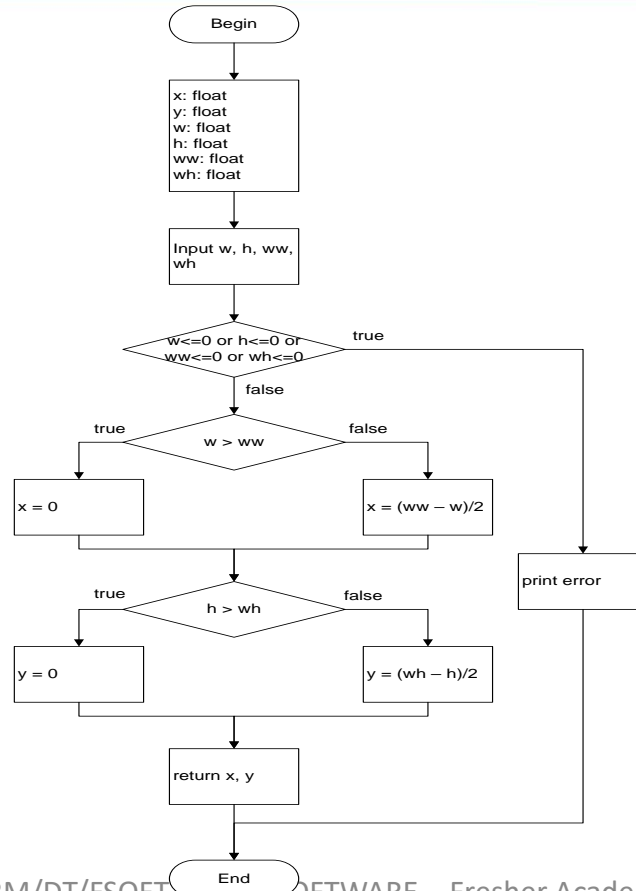 Begin
x: float
y: float
w: float
h: float
ww: float
wh: float
Input w, h, ww,
wh
w<=0 or h<=0 or
ww<=0 or wh<=0
true
false
w > ww
true
false
x = 0
x = (ww – w)/2
print error
h > wh
true
false
y = 0
y = (wh – h)/2
return x, y
End
Fresher